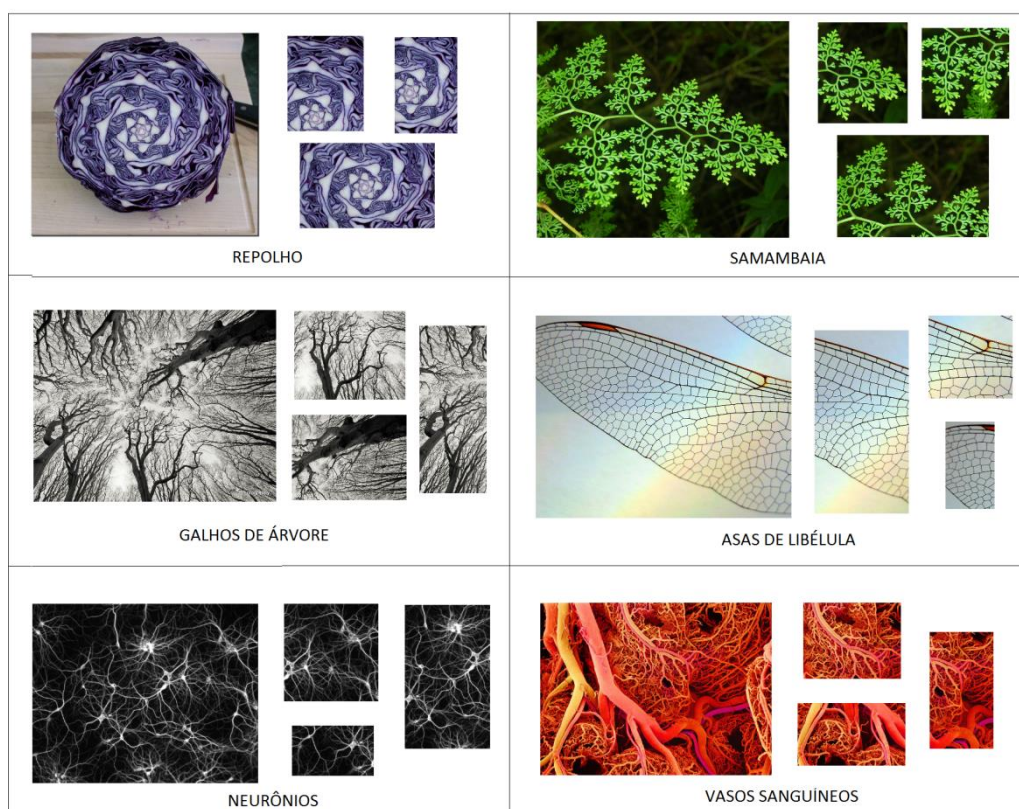 REPOLHO
SAMAMBAIA
GALHOS DE ÁRVORE
ASAS DE LIBÉLULA
NEURÔNIOS
VASOS SANGUÍNEOS